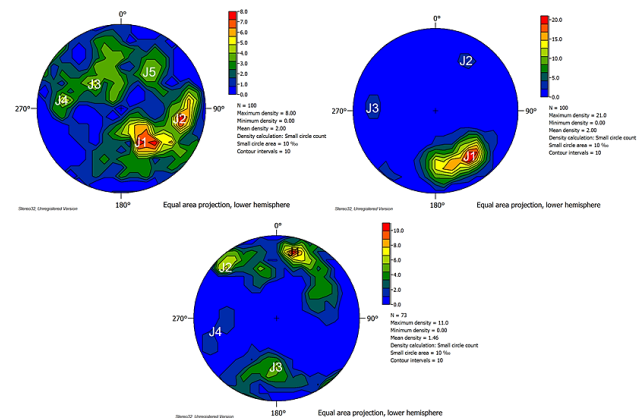 0°
270°
90°
180°
J5
J3
J4
J2
J1
8.0
7.0
6.0
5.0
4.0
3.0
2.0
1.0
0.0
N = 100
Maximum density = 8.00
Minimum density = 0.00
Mean density = 2.00
Density calculation: Small circle count
Small circle area = 10 ‰
Contour intervals = 10
Stereo32, Unregistered Version
Equal area projection, lower hemisphere
0°
270°
90°
180°
J2
J3
J1
20.0
15.0
10.0
5.0
0.0
N = 100
Maximum density = 21.0
Minimum density = 0.00
Mean density = 2.00
Density calculation: Small circle count
Small circle area = 10 ‰
Contour intervals = 10
Stereo32, Unregistered Version
Equal area projection, lower hemisphere
0°
270°
90°
180°
J2
J4
J3
10.0
8.0
6.0
4.0
2.0
0.0
N = 73
Maximum density = 11.0
Minimum density = 0.00
Mean density = 1.46
Density calculation: Small circle count
Small circle area = 10 ‰
Contour intervals = 10
Stereo32, Unregistered Version
Equal area projection, lower hemisphere